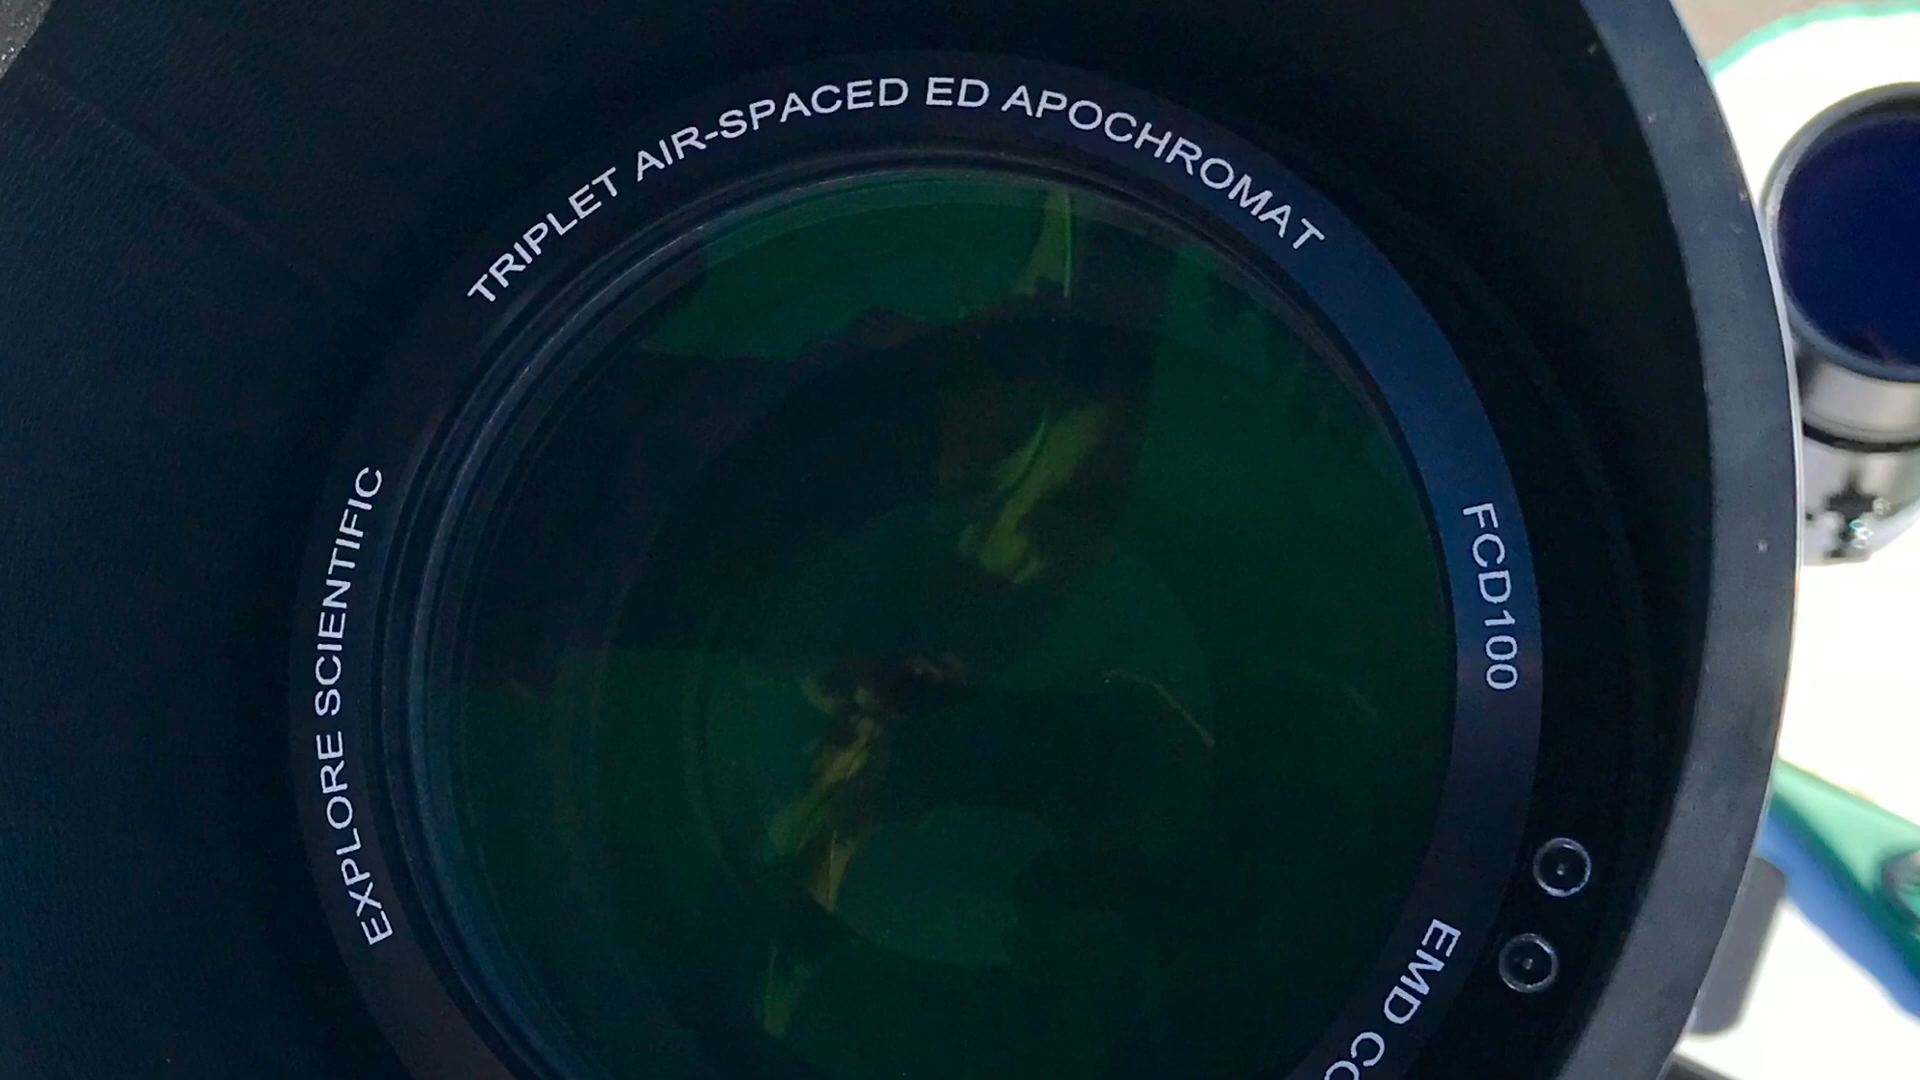 EXPLORE SCIENTIFIC
TRIPLET AIR-SPACED ED APOCHROMAT
FCD100
EMD